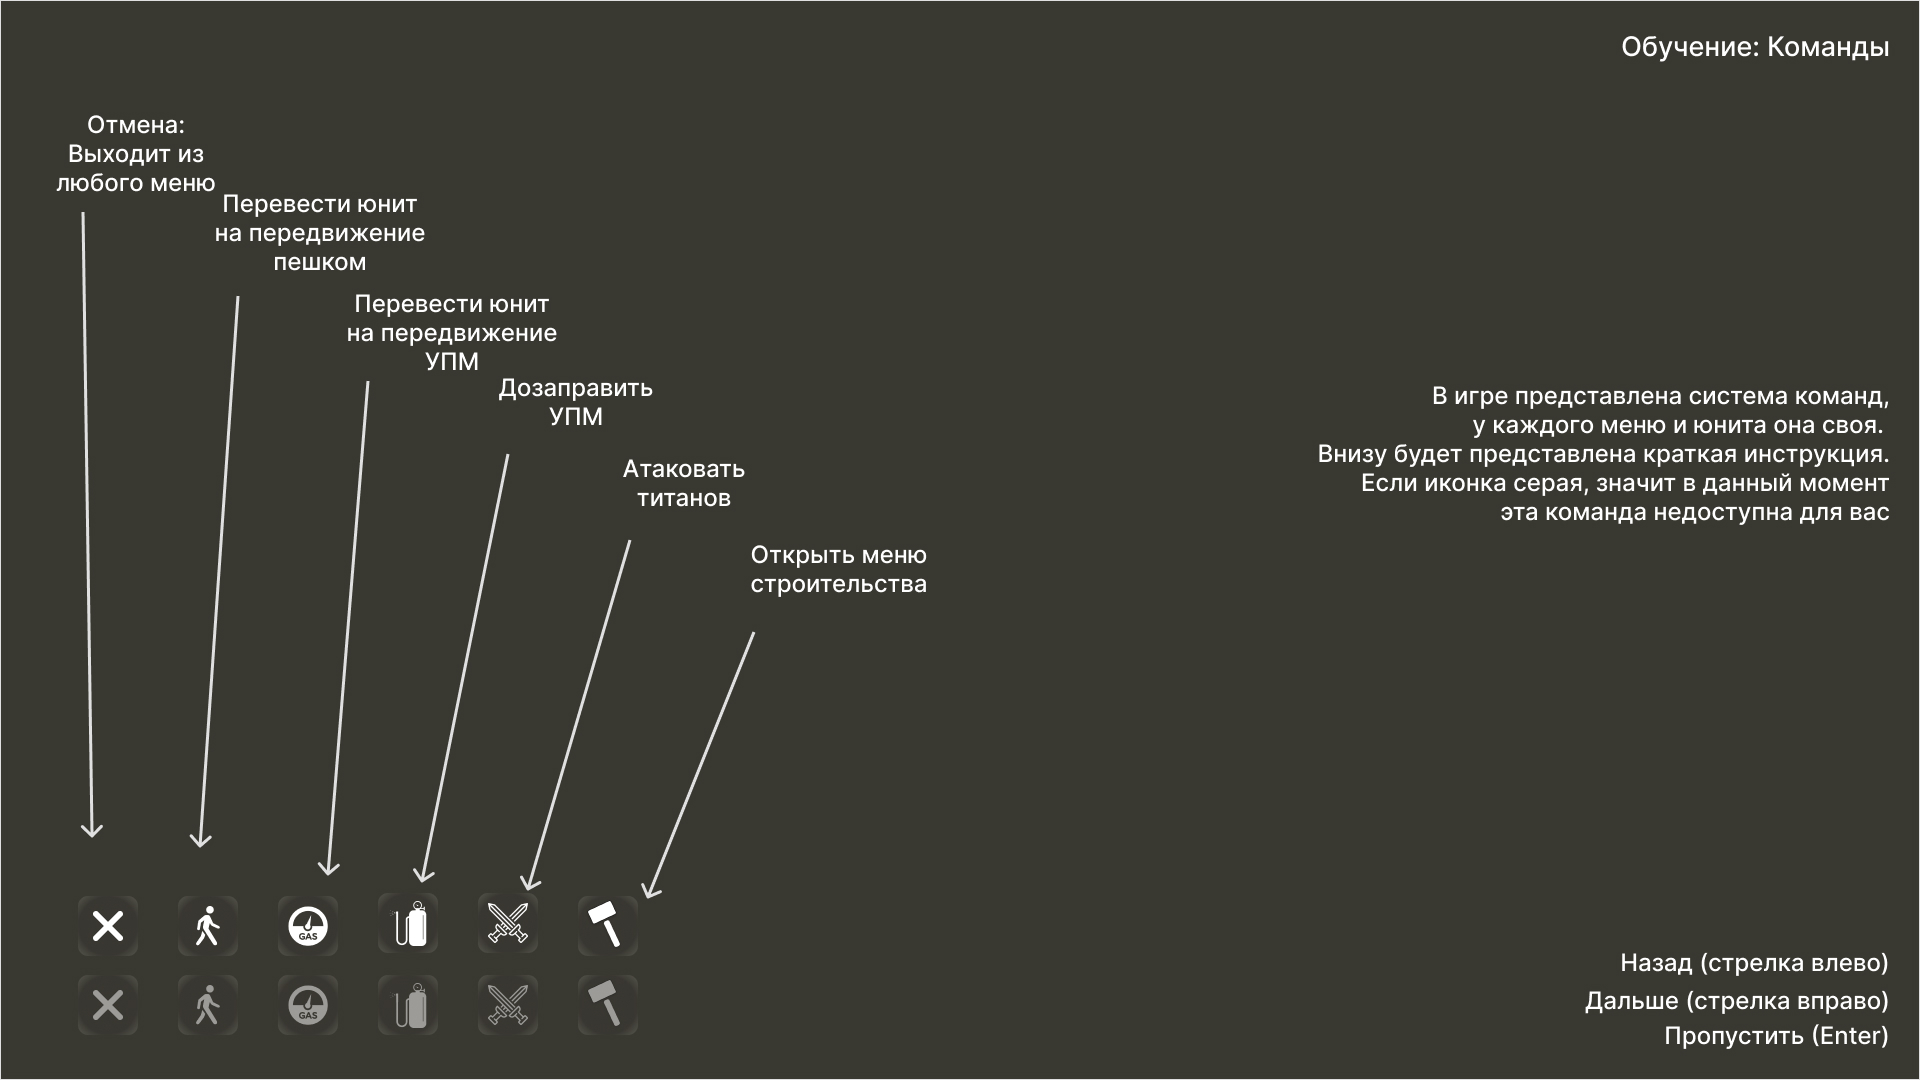 Обучение: Команды
Отмена:
Выходит из
любого меню
Перевести юнит
на передвижение
пешком
Перевести юнит
на передвижение
УПМ
Дозаправить
УПМ
Атаковать
титанов
Открыть меню
строительства
В игре представлена система команд,
у каждого меню и юнита она своя.
Внизу будет представлена краткая инструкция.
Если иконка серая, значит в данный момент
эта команда недоступна для вас
GAS
GAS
Назад (стрелка влево)
Дальше (стрелка вправо)
Пропустить (Enter)